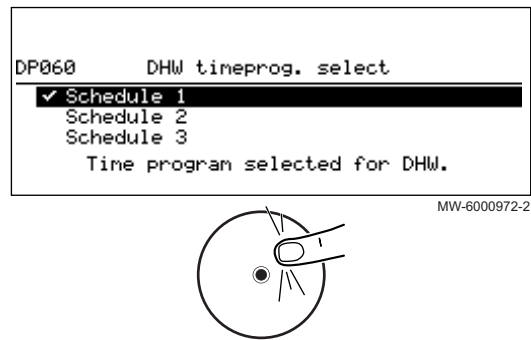 DP060 DHW timeprog. select
✔ Schedule 1
Schedule 2
Schedule 3
Time program selected for DHW.
MW-6000972-2